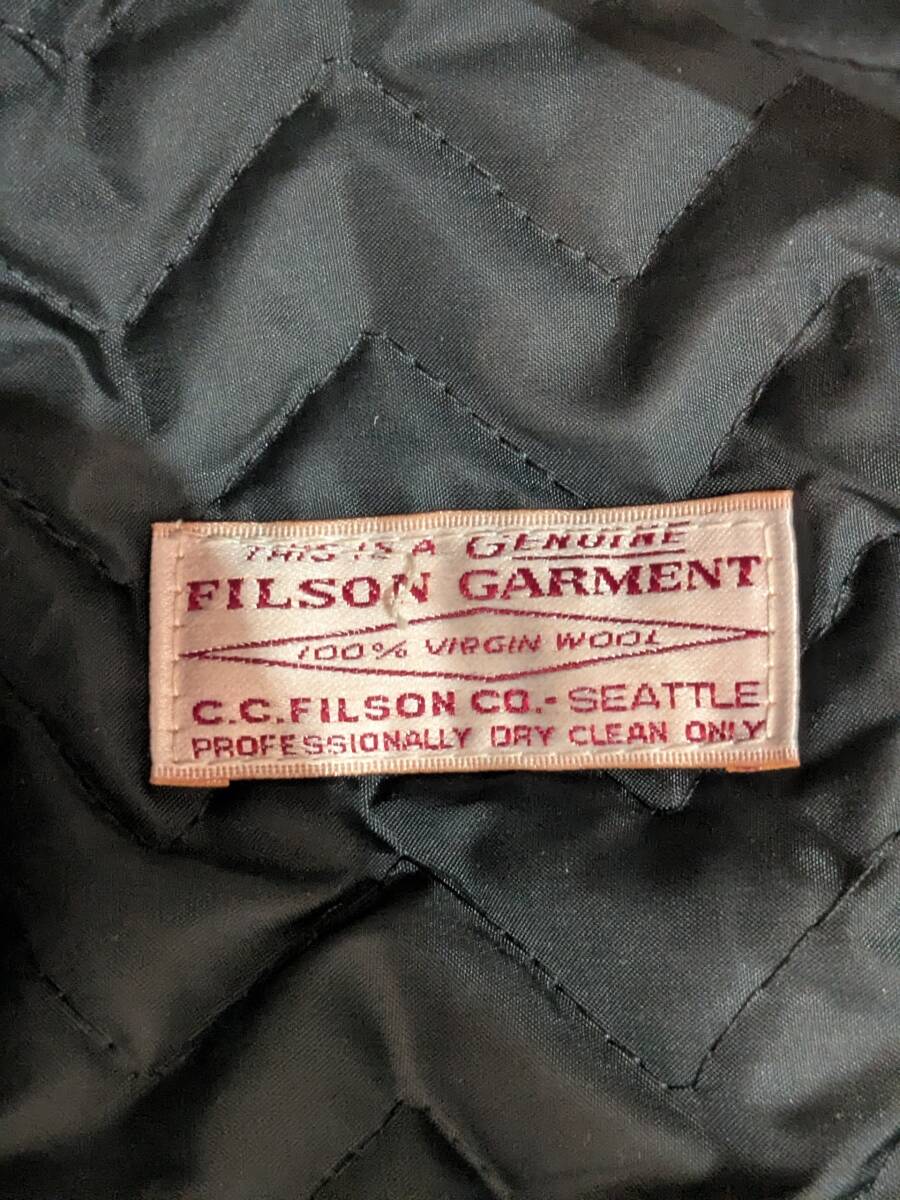 THIS IS A GENUINE
FILSON GARMENT
100% VIRGIN WOOL
C.C. FILSON CO. - SEATTLE
PROFESSIONALLY DRY CLEAN ONLY